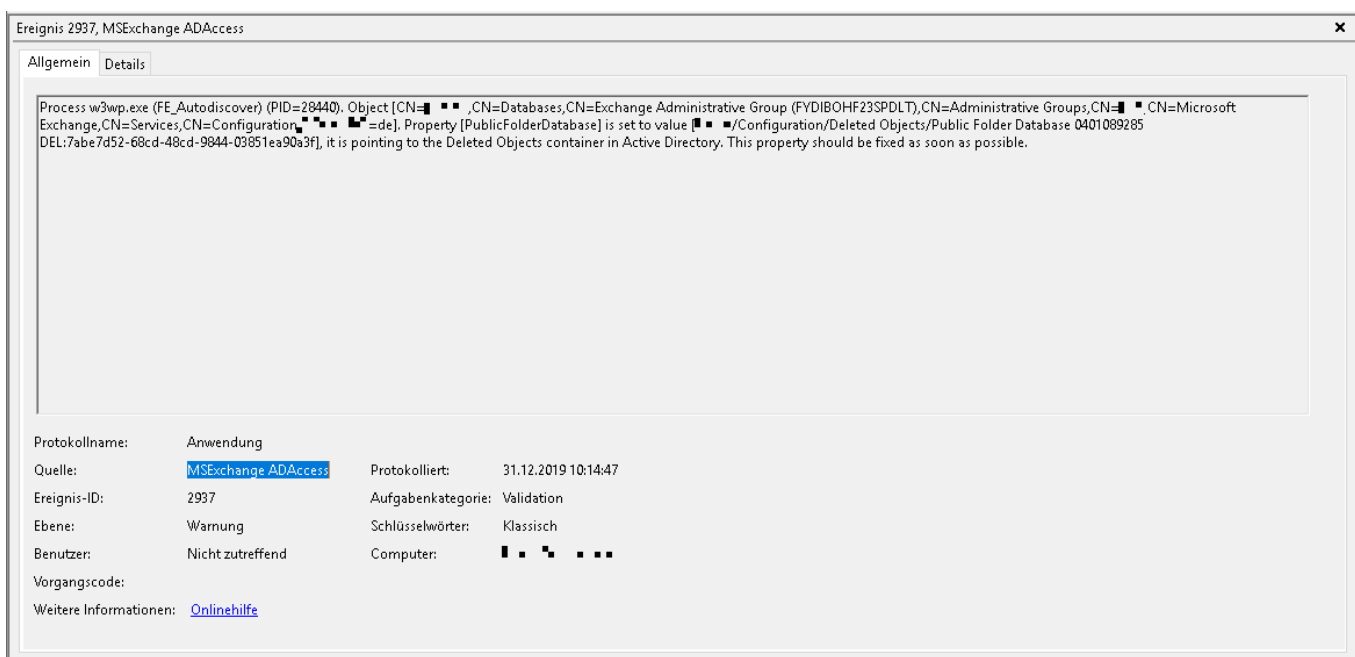 Ereignis 2937, MSExchange ADAccess
Allgemein Details
Process w3wp.exe (FE_Autodiscover) (PID=28440). Object [CN= ,CN=Databases,CN=Exchange Administrative Group (FYDIBOHF23SPDLT),CN=Administrative Groups,CN= ,CN=Microsoft
Exchange,CN=Services,CN=Configuration, =de]. Property [PublicFolderDatabase] is set to value [ /Configuration/Deleted Objects/Public Folder Database 0401089285
DEL:7abe7d52-68cd-48cd-9844-03851ea90a3f], it is pointing to the Deleted Objects container in Active Directory. This property should be fixed as soon as possible.
Protokollname: Anwendung
Quelle: MSExchange ADAccess Protokolliert: 31.12.2019 10:14:47
Ereignis-ID: 2937 Aufgabenkategorie: Validation
Ebene: Warnung Schlüsselwörter: Klassisch
Benutzer: Nicht zutreffend Computer:
Vorgangscode:
Weitere Informationen: Onlinehilfe